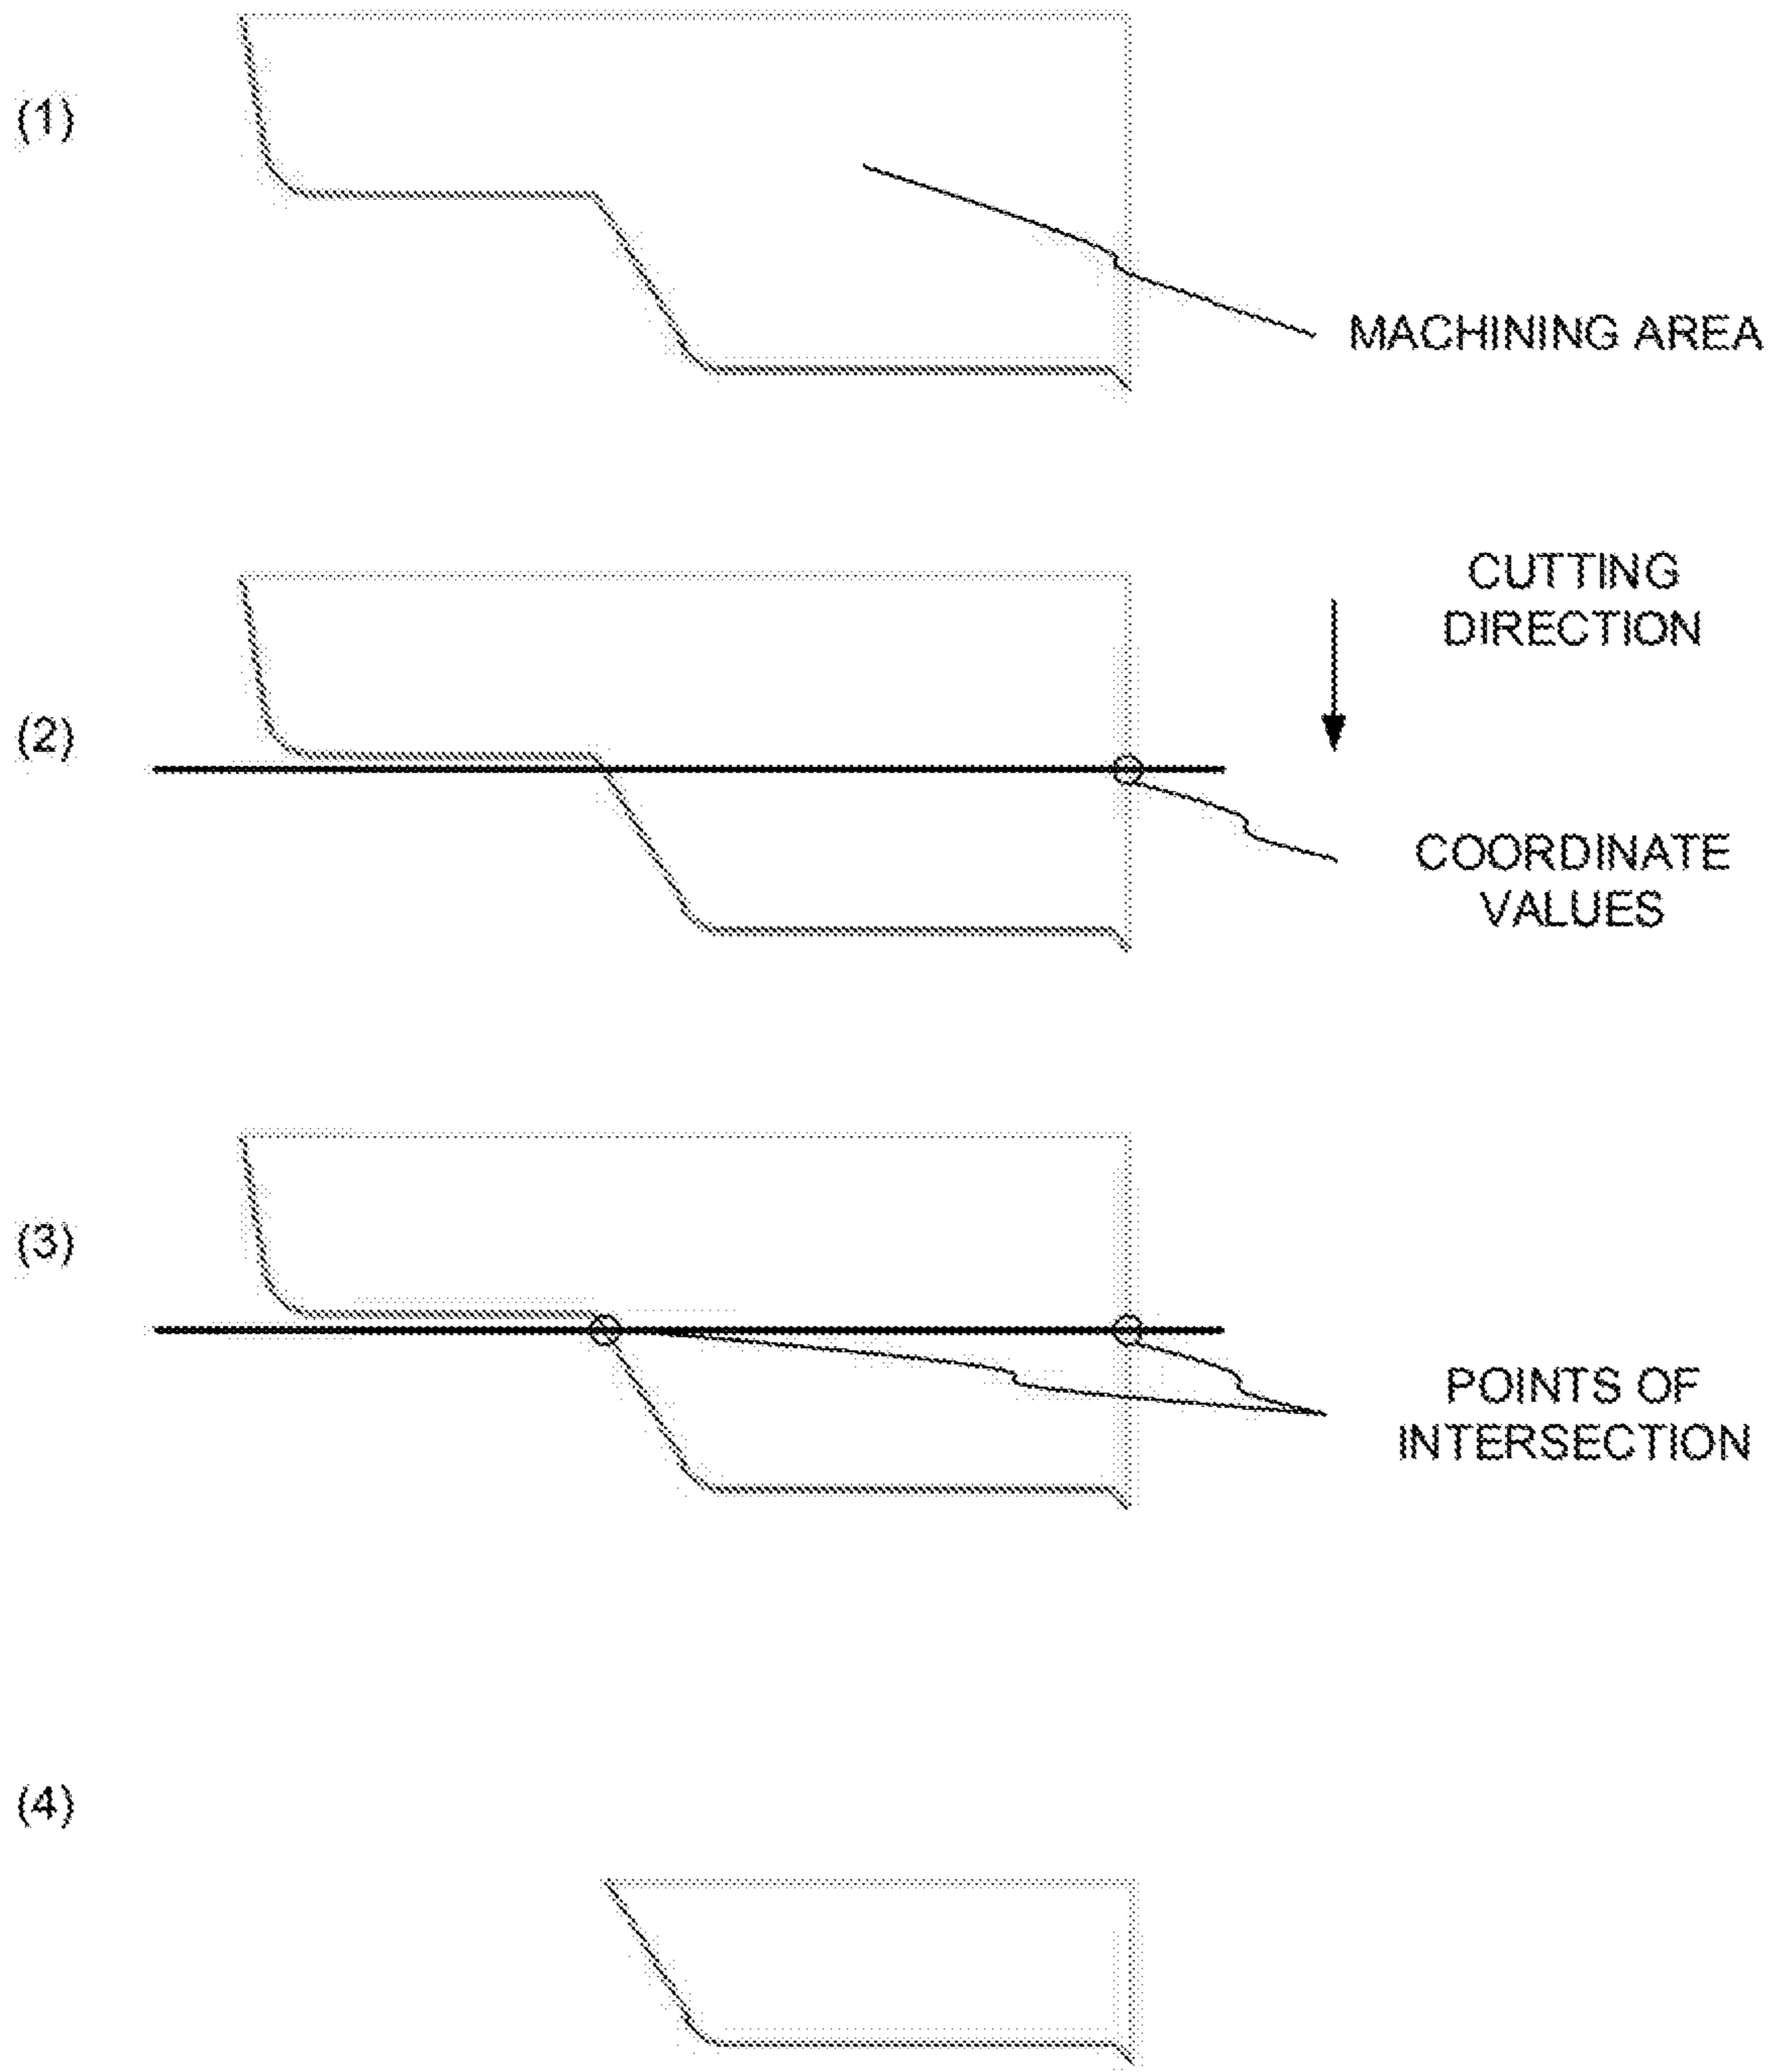 (1)
MACHINING AREA
CUTTING
DIRECTION
(2)
COORDINATE
VALUES
(3)
POINTS OF
INTERSECTION
(4)